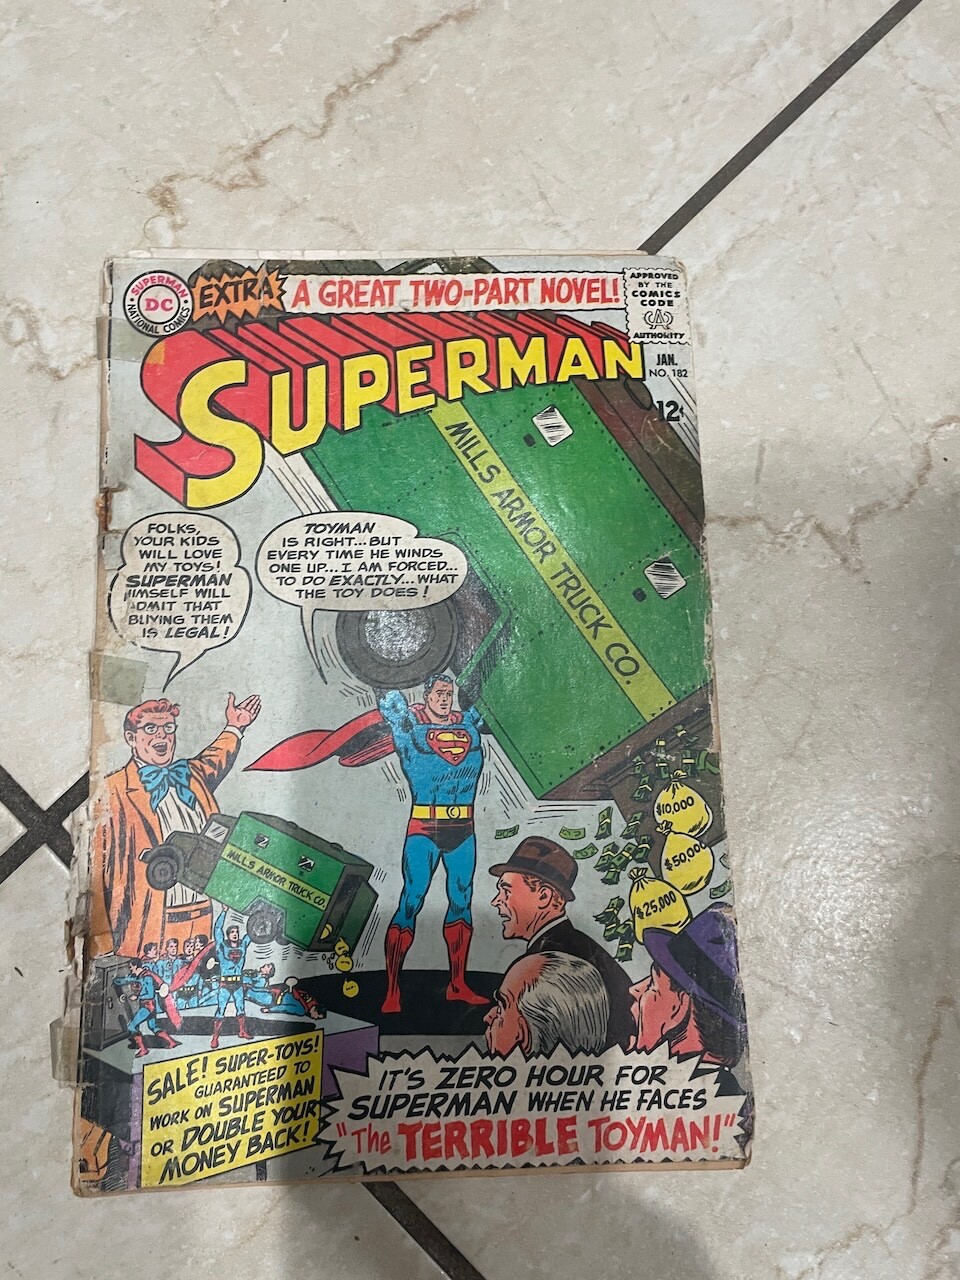 EXTRA
A GREAT TWO-PART NOVEL!
SUPERMAN
DC
NATIONAL COMICS
APPROVED
BY THE
COMICS
CODE
AUTHORITY
SUPERMAN
JAN.
NO. 182
12¢
FOLKS,
YOUR KIDS
WILL LOVE
MY TOYS!
SUPERMAN
HIMSELF WILL
ADMIT THAT
BUYING THEM
IS LEGAL!
TOYMAN
IS RIGHT...BUT
EVERY TIME HE WINDS
ONE UP... I AM FORCED...
TO DO EXACTLY... WHAT
THE TOY DOES!
MILLS ARMOR TRUCK CO.
S
$10,000
$50,000
$25,000
MILLS ARMOR TRUCK CO.
SALE! SUPER-TOYS!
GUARANTEED TO
WORK ON SUPERMAN
OR DOUBLE YOUR
MONEY BACK!
IT'S ZERO HOUR FOR
SUPERMAN WHEN HE FACES
"The TERRIBLE TOYMAN!"